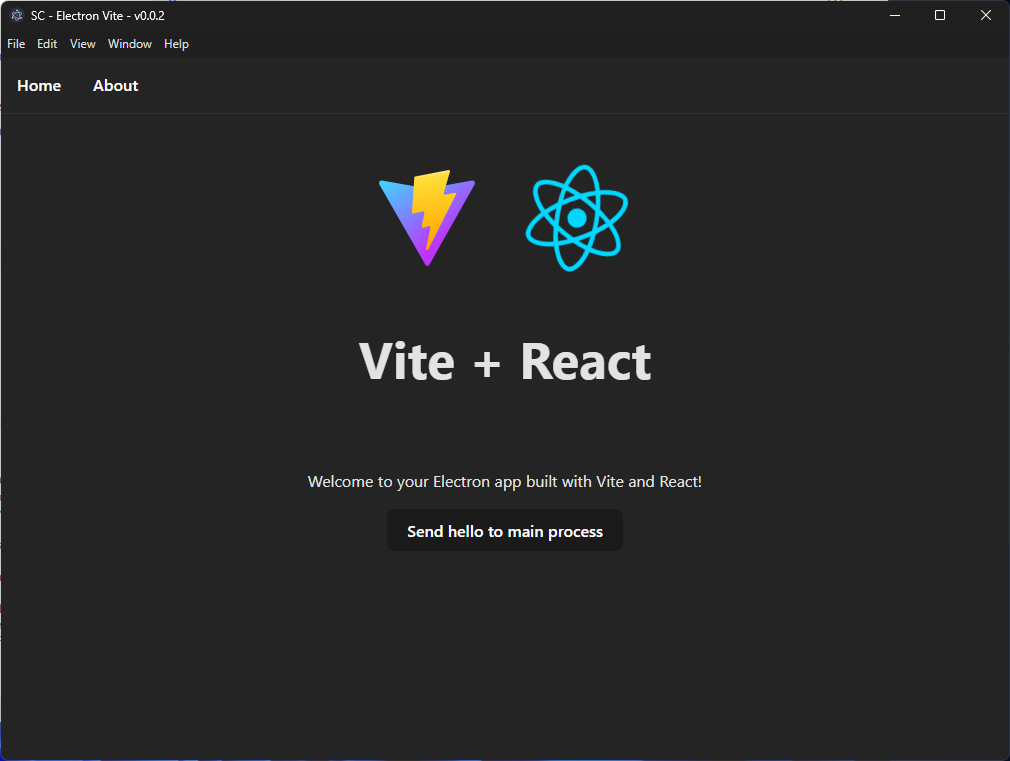 SC - Electron Vite - v0.0.2
File Edit View Window Help
Home About
Vite + React
Welcome to your Electron app built with Vite and React!
Send hello to main process